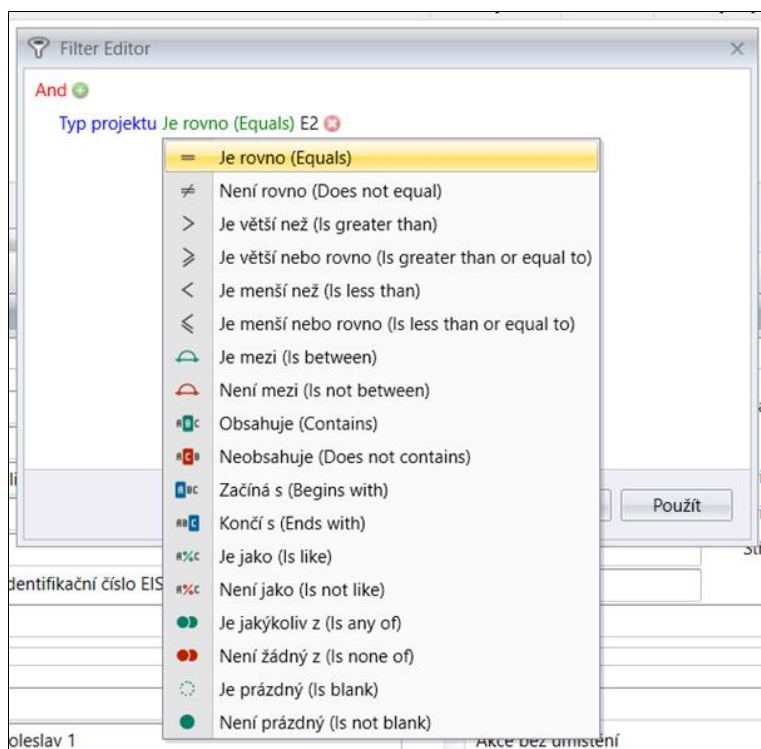 Filter Editor
And
Typ projektu Je rovno (Equals) E2
Je rovno (Equals)
Není rovno (Does not equal)
Je větší než (Is greater than)
Je větší nebo rovno (Is greater than or equal to)
Je menší než (Is less than)
Je menší nebo rovno (Is less than or equal to)
Je mezi (Is between)
Není mezi (Is not between)
Obsahuje (Contains)
Neobsahuje (Does not contains)
Začíná s (Begins with)
Končí s (Ends with)
Použít
Je jako (Is like)
Není jako (Is not like)
dentifikační číslo EIS
Je jakýkoliv z (Is any of)
Není žádný z (Is none of)
Je prázdný (Is blank)
Není prázdný (Is not blank)
oleslav 1
Akce bez umístění